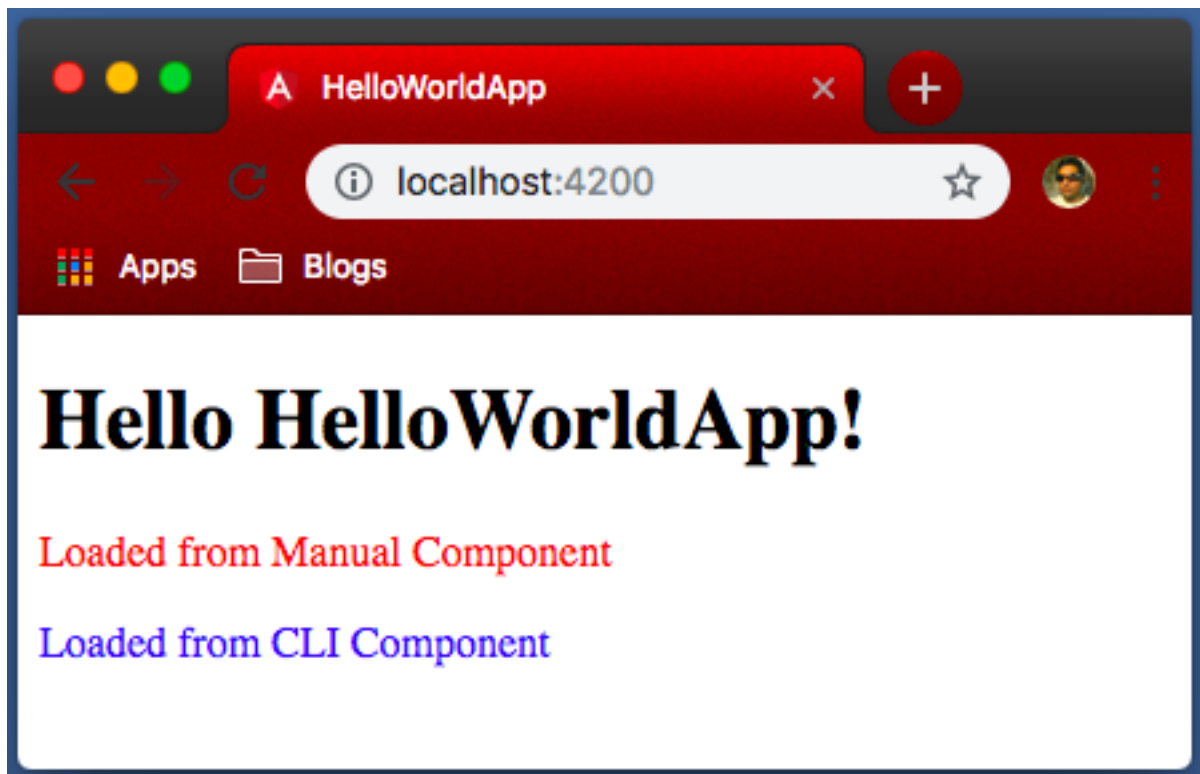 HelloWorldApp
localhost:4200
Apps Blogs
Hello HelloWorldApp!
Loaded from Manual Component
Loaded from CLI Component